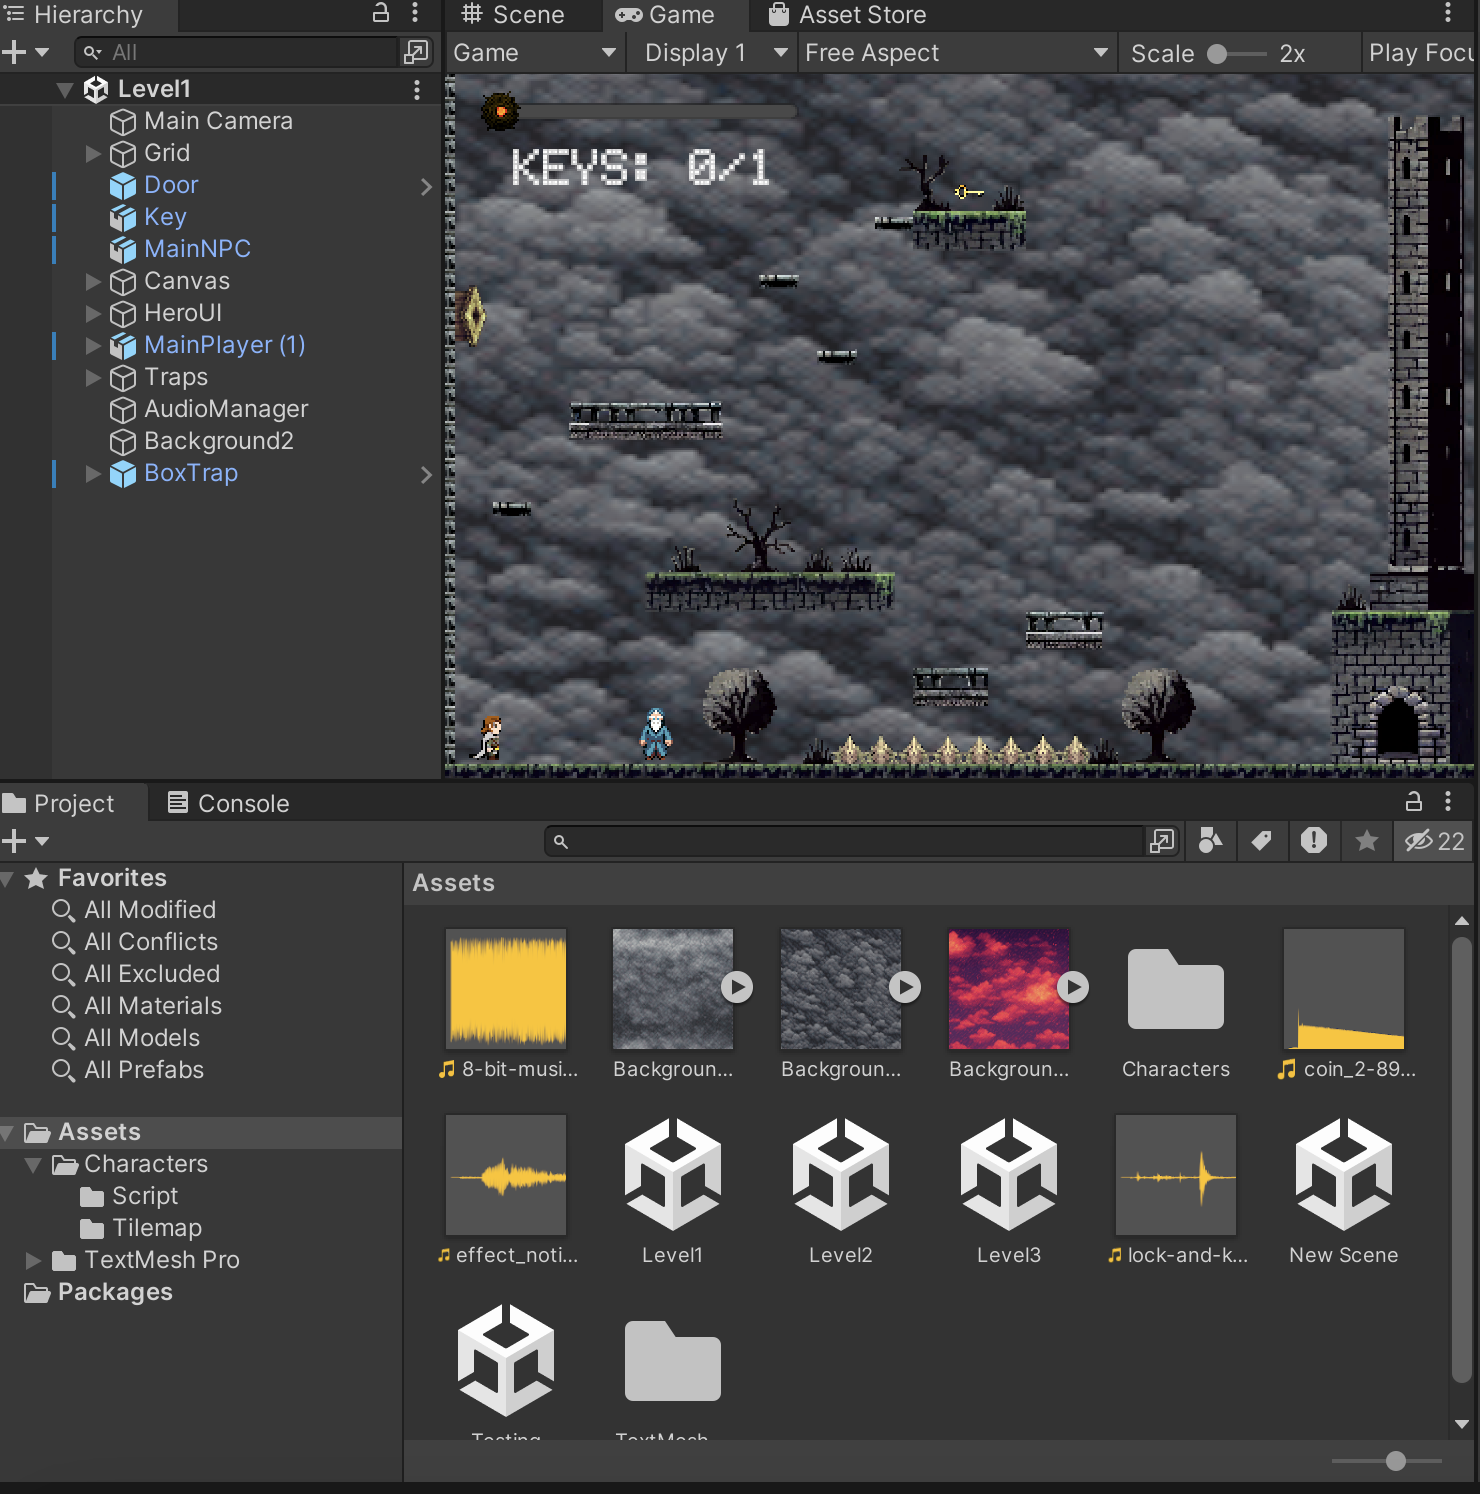 Hierarchy
All
Level1
Main Camera
Grid
Door
Key
MainNPC
Canvas
HeroUI
MainPlayer (1)
Traps
AudioManager
Background2
BoxTrap
Scene
Game
Asset Store
Game
Display 1
Free Aspect
Scale
2x
Play Focu
KEYS: 0/1
Project
Console
22
Favorites
All Modified
All Conflicts
All Excluded
All Materials
All Models
All Prefabs
Assets
Characters
Script
Tilemap
TextMesh Pro
Packages
Assets
8-bit-musi...
Backgroun...
Backgroun...
Backgroun...
Characters
coin_2-89...
effect_noti...
Level1
Level2
Level3
lock-and-k...
New Scene
Testing
TextMesh